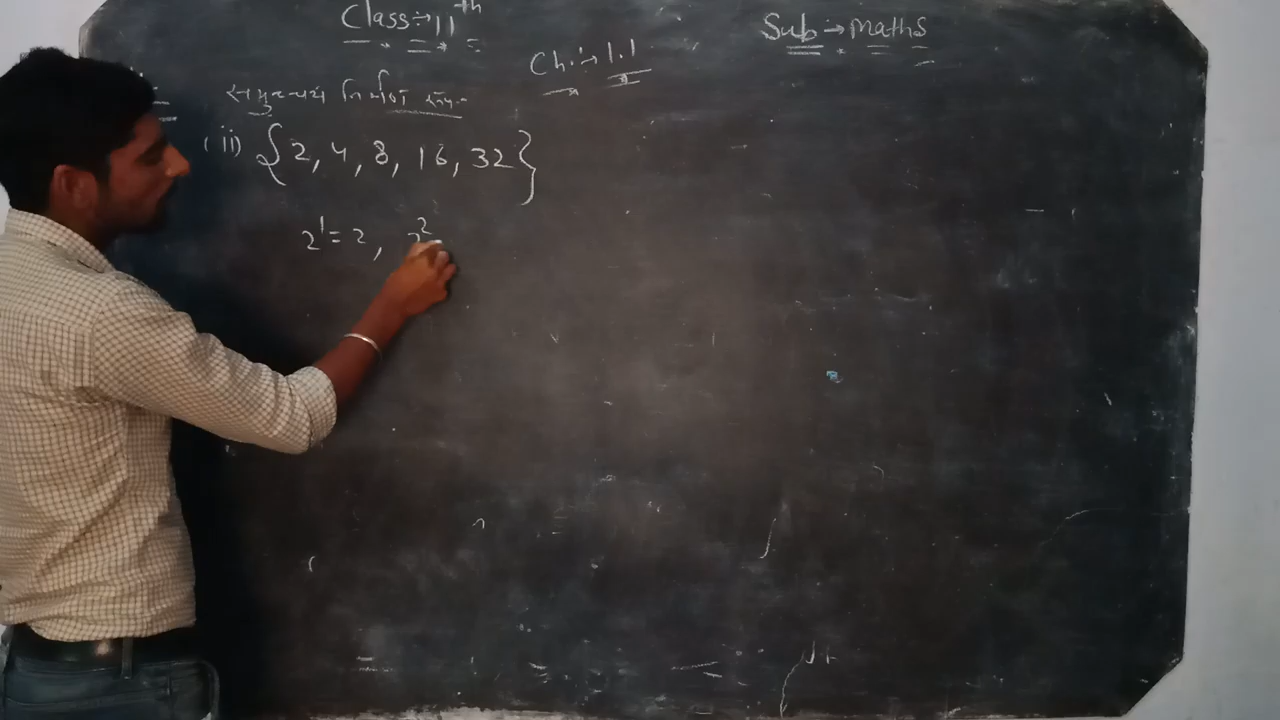 Class:-11th
Sub→Maths
Ch.:-1.1
समुच्चय निर्माण रूप-
(ii) {2, 4, 8, 16, 32}
2¹=2, 2²